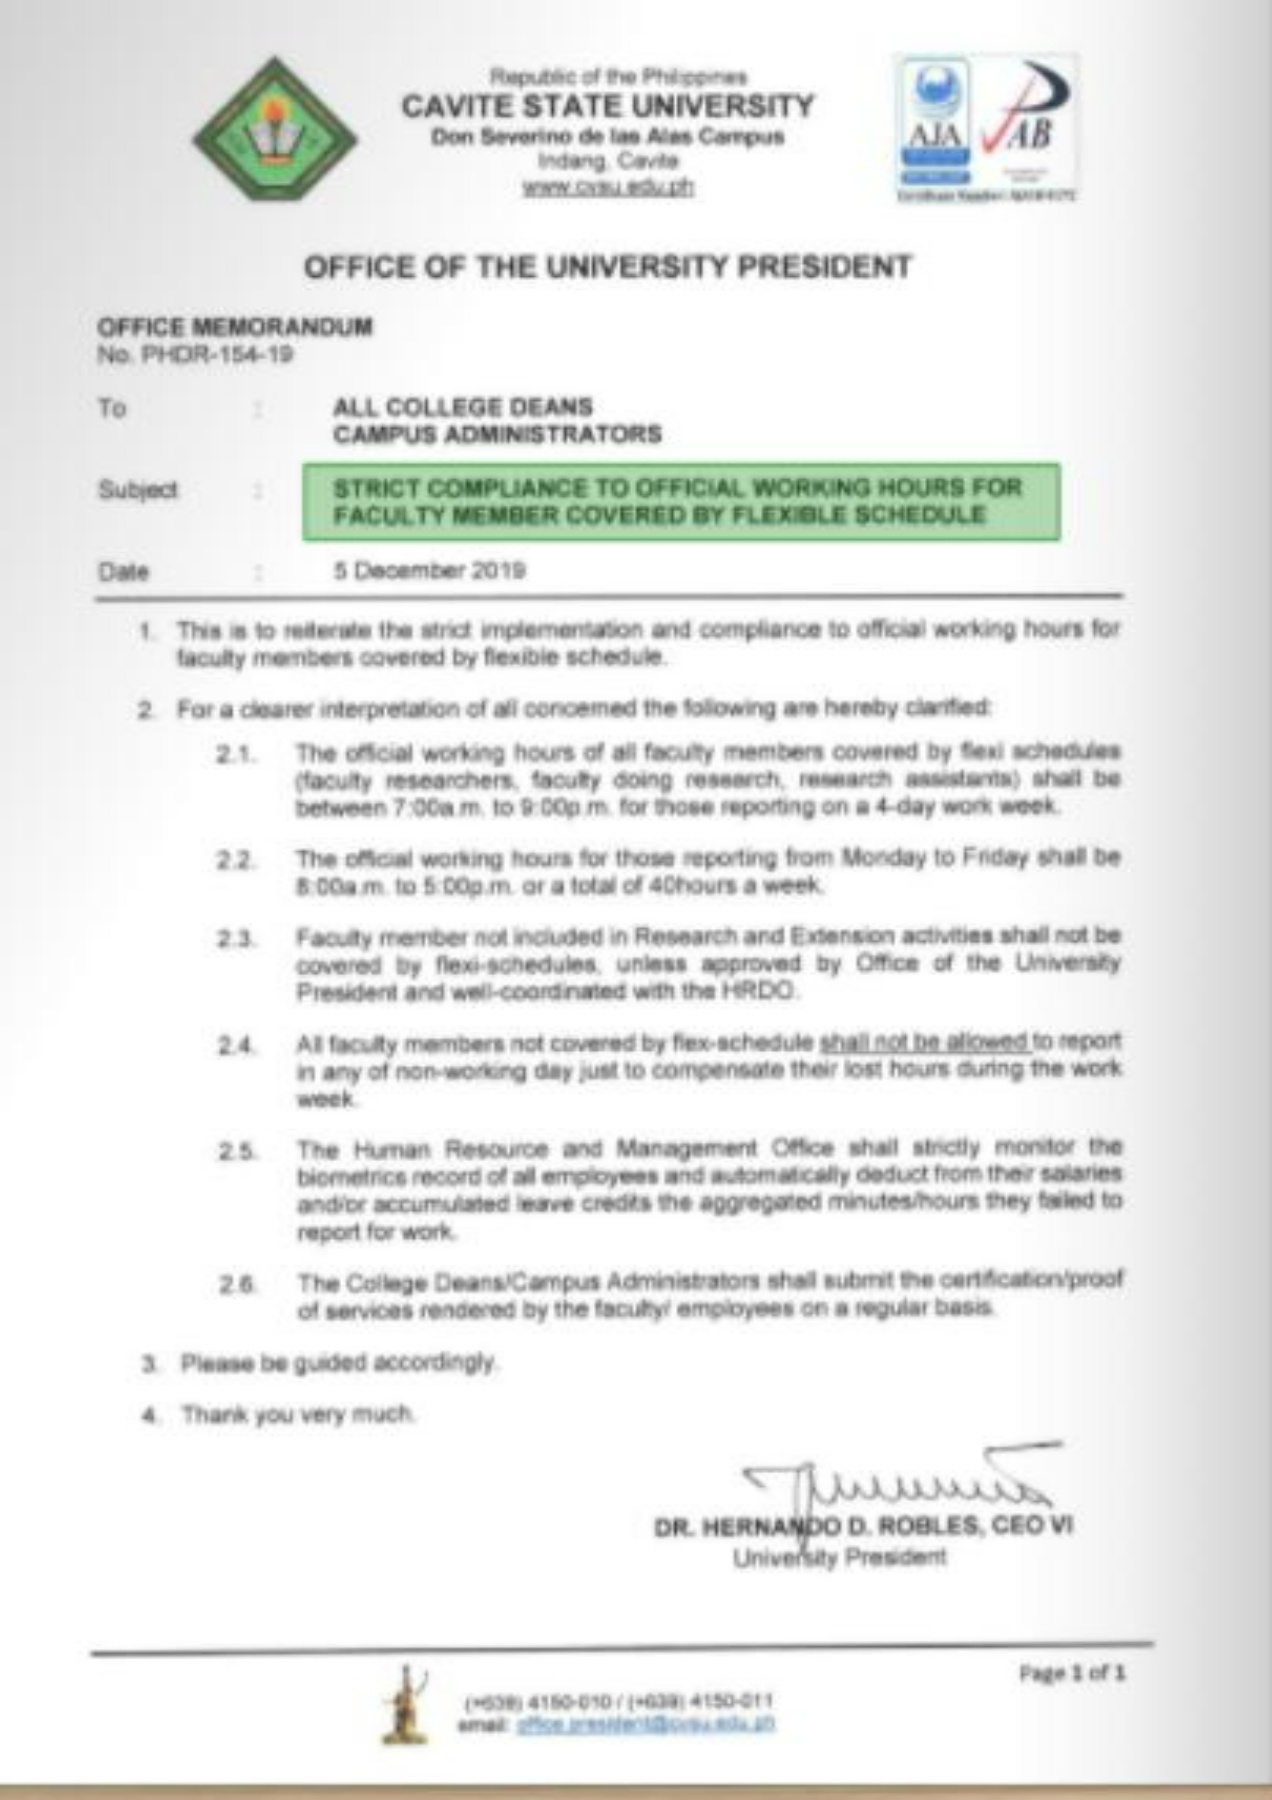 Republic of the Philippines
CAVITE STATE UNIVERSITY
Don Severino de las Alas Campus
Indang, Cavite
www.cvsu.edu.ph
AJA
PAB
OFFICE OF THE UNIVERSITY PRESIDENT
OFFICE MEMORANDUM
No. PHDR-154-19
To : ALL COLLEGE DEANS
CAMPUS ADMINISTRATORS
Subject : STRICT COMPLIANCE TO OFFICIAL WORKING HOURS FOR
FACULTY MEMBER COVERED BY FLEXIBLE SCHEDULE
Date : 5 December 2019
1. This is to reiterate the strict implementation and compliance to official working hours for
faculty members covered by flexible schedule.
2. For a clearer interpretation of all concerned the following are hereby clarified:
2.1. The official working hours of all faculty members covered by flexi schedules
(faculty researchers, faculty doing research, research assistants) shall be
between 7:00a.m. to 9:00p.m. for those reporting on a 4-day work week.
2.2. The official working hours for those reporting from Monday to Friday shall be
8:00a.m. to 5:00p.m. or a total of 40hours a week.
2.3. Faculty member not included in Research and Extension activities shall not be
covered by flexi-schedules, unless approved by Office of the University
President and well-coordinated with the HRDO.
2.4. All faculty members not covered by flex-schedule shall not be allowed to report
in any of non-working day just to compensate their lost hours during the work
week.
2.5. The Human Resource and Management Office shall strictly monitor the
biometrics record of all employees and automatically deduct from their salaries
and/or accumulated leave credits the aggregated minutes/hours they failed to
report for work.
2.6. The College Deans/Campus Administrators shall submit the certification/proof
of services rendered by the faculty/ employees on a regular basis.
3. Please be guided accordingly.
4. Thank you very much.
DR. HERNANDO D. ROBLES, CEO VI
University President
Page 1 of 1
4150-010 / 4150-011
email: office.president@cvsu.edu.ph